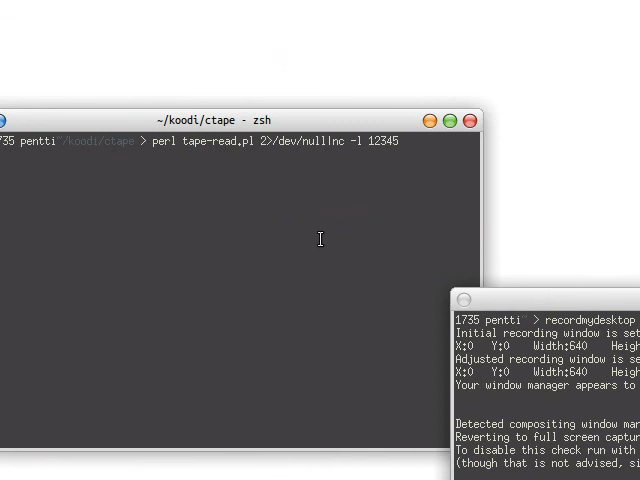 ~/koodi/ctape - zsh
735 pentti~/koodi/ctape > perl tape-read.pl 2>/dev/null|nc -l 12345
1735 pentti~ > recordmydesktop
Initial recording window is set
X:0 Y:0 Width:640 Heigh
Adjusted recording window is se
X:0 Y:0 Width:640 Heigh
Your window manager appears to
Detected compositing window man
Reverting to full screen captur
To disable this check run with
(though that is not advised, si